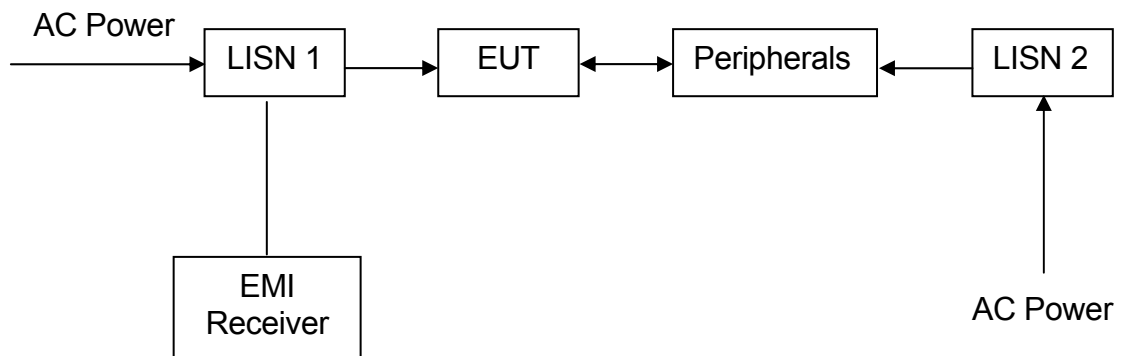 AC Power
LISN 1
EUT
Peripherals
LISN 2
EMI
Receiver
AC Power